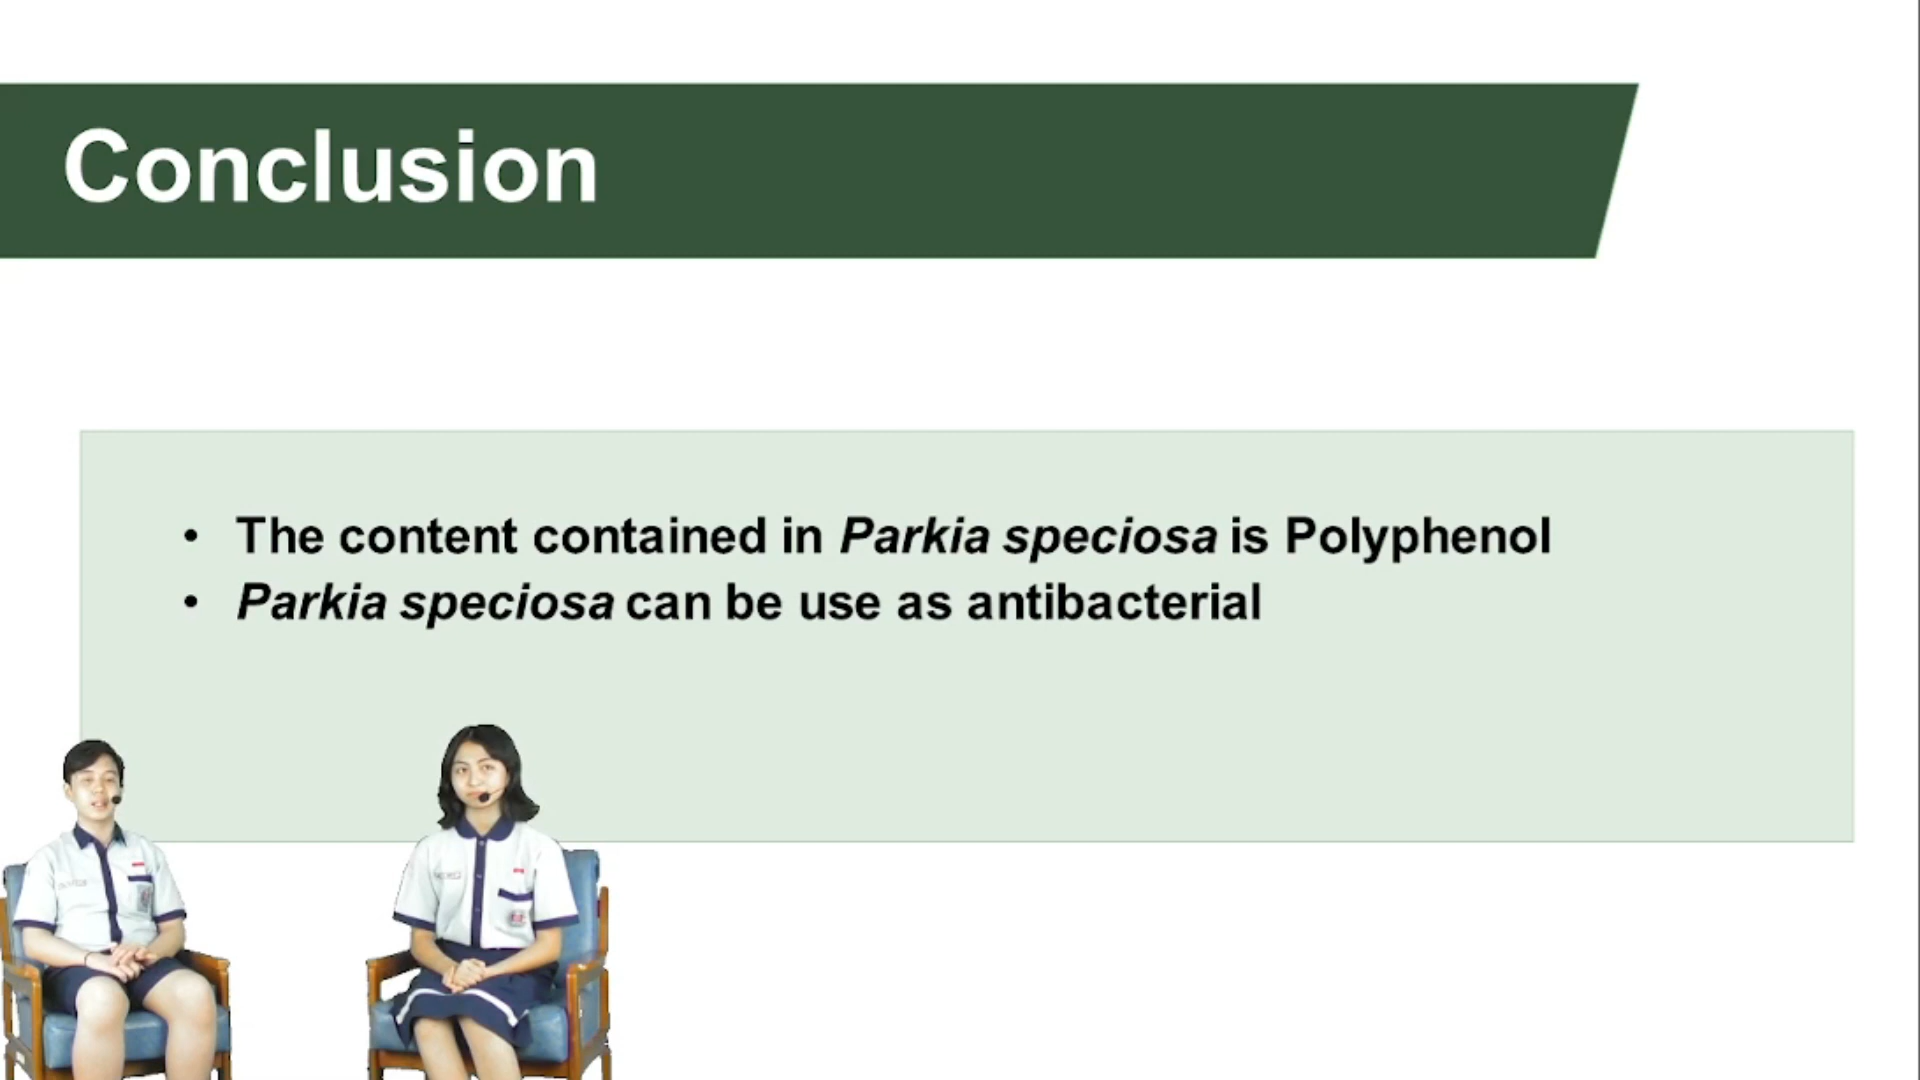 Conclusion
• The content contained in Parkia speciosa is Polyphenol
• Parkia speciosa can be use as antibacterial